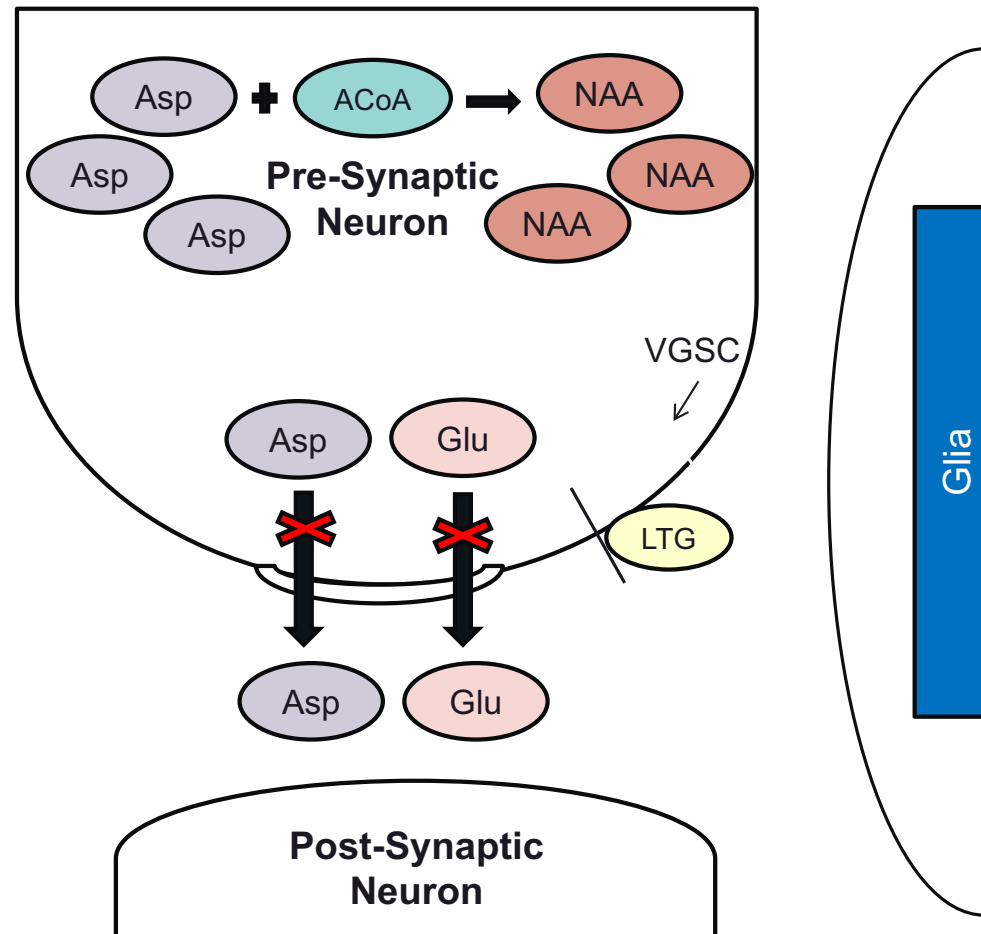 Asp
ACoA
NAA
Asp
Pre-Synaptic
Neuron
NAA
Asp
NAA
VGSC
Asp
Glu
Glia
LTG
Asp
Glu
Post-Synaptic
Neuron